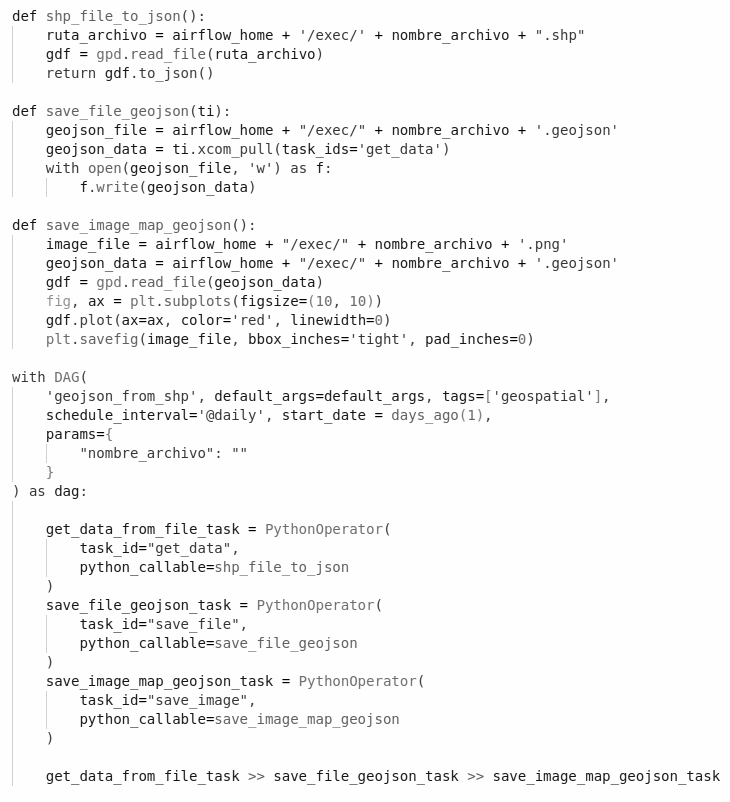 def shp_file_to_json():
    ruta_archivo = airflow_home + '/exec/' + nombre_archivo + ".shp"
    gdf = gpd.read_file(ruta_archivo)
    return gdf.to_json()

def save_file_geojson(ti):
    geojson_file = airflow_home + "/exec/" + nombre_archivo + '.geojson'
    geojson_data = ti.xcom_pull(task_ids='get_data')
    with open(geojson_file, 'w') as f:
        f.write(geojson_data)

def save_image_map_geojson():
    image_file = airflow_home + "/exec/" + nombre_archivo + '.png'
    geojson_data = airflow_home + "/exec/" + nombre_archivo + '.geojson'
    gdf = gpd.read_file(geojson_data)
    fig, ax = plt.subplots(figsize=(10, 10))
    gdf.plot(ax=ax, color='red', linewidth=0)
    plt.savefig(image_file, bbox_inches='tight', pad_inches=0)

with DAG(
    'geojson_from_shp', default_args=default_args, tags=['geospatial'],
    schedule_interval='@daily', start_date = days_ago(1),
    params={
        "nombre_archivo": ""
    }
) as dag:

    get_data_from_file_task = PythonOperator(
        task_id="get_data",
        python_callable=shp_file_to_json
    )
    save_file_geojson_task = PythonOperator(
        task_id="save_file",
        python_callable=save_file_geojson
    )
    save_image_map_geojson_task = PythonOperator(
        task_id="save_image",
        python_callable=save_image_map_geojson
    )

    get_data_from_file_task >> save_file_geojson_task >> save_image_map_geojson_task